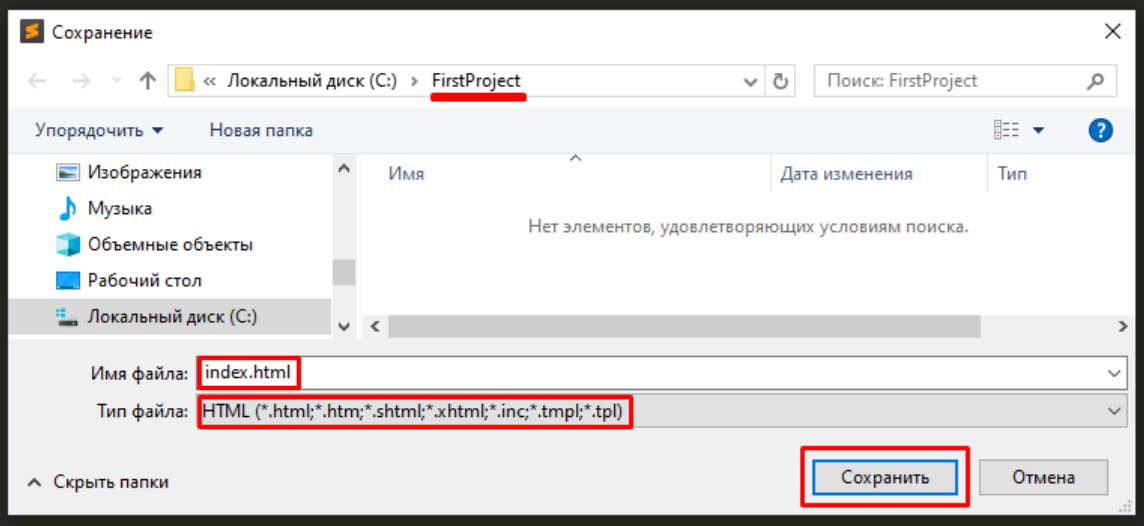 Сохранение
« Локальный диск (C:) › FirstProject
Поиск: FirstProject
Упорядочить
Новая папка
Изображения
Музыка
Объемные объекты
Рабочий стол
Локальный диск (C:)
Имя
Дата изменения
Тип
Нет элементов, удовлетворяющих условиям поиска.
Имя файла: index.html
Тип файла: HTML (*.html;*.htm;*.shtml;*.xhtml;*.inc;*.tmpl;*.tpl)
Скрыть папки
Сохранить
Отмена